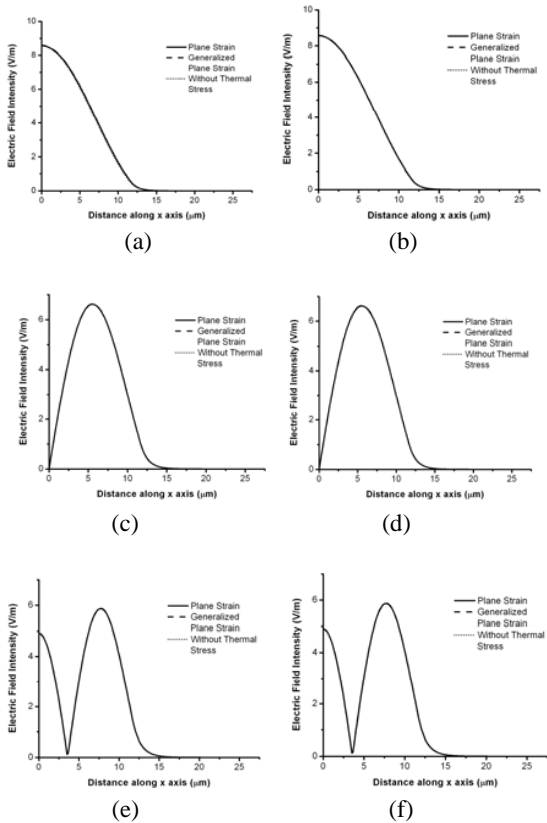 10
8
6
4
2
0
Electric Field Intensity (V/m)
Plane Strain
Generalized
Plane Strain
Without Thermal
Stress
0 5 10 15 20 25
Distance along x axis (μm)
(a)
10
8
6
4
2
0
Electric Field Intensity (V/m)
Plane Strain
Generalized
Plane Strain
Without Thermal
Stress
0 5 10 15 20 25
Distance along x axis (μm)
(b)
6
4
2
0
Electric Field Intensity (V/m)
Plane Strain
Generalized
Plane Strain
Without Thermal
Stress
0 5 10 15 20 25
Distance along x axis (μm)
(c)
6
4
2
0
Electric Field Intensity (V/m)
Plane Strain
Generalized
Plane Strain
Without Thermal
Stress
0 5 10 15 20 25
Distance along x axis (μm)
(d)
6
4
2
0
Electric Field Intensity (V/m)
Plane Strain
Generalized
Plane Strain
Without Thermal
Stress
0 5 10 15 20 25
Distance along x axis (μm)
(e)
6
4
2
0
Electric Field Intensity (V/m)
Plane Strain
Generalized
Plane Strain
Without Thermal
Stress
0 5 10 15 20 25
Distance along x axis (μm)
(f)